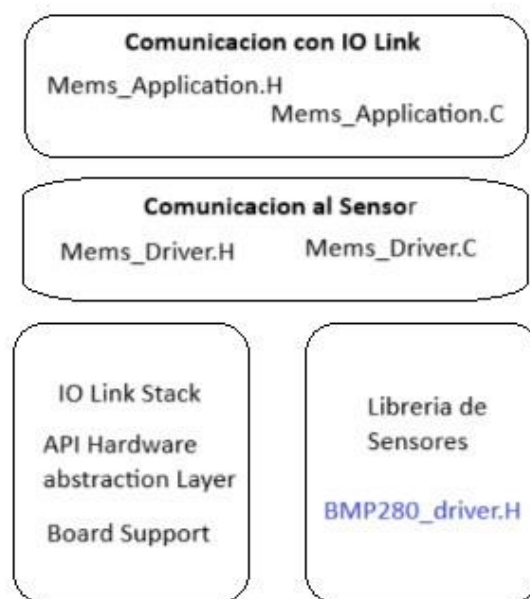 Comunicacion con IO Link
Mems_Application.H
Mems_Application.C
Comunicacion al Sensor
Mems_Driver.H
Mems_Driver.C
IO Link Stack
API Hardware
abstraction Layer
Board Support
Libreria de
Sensores
BMP280_driver.H